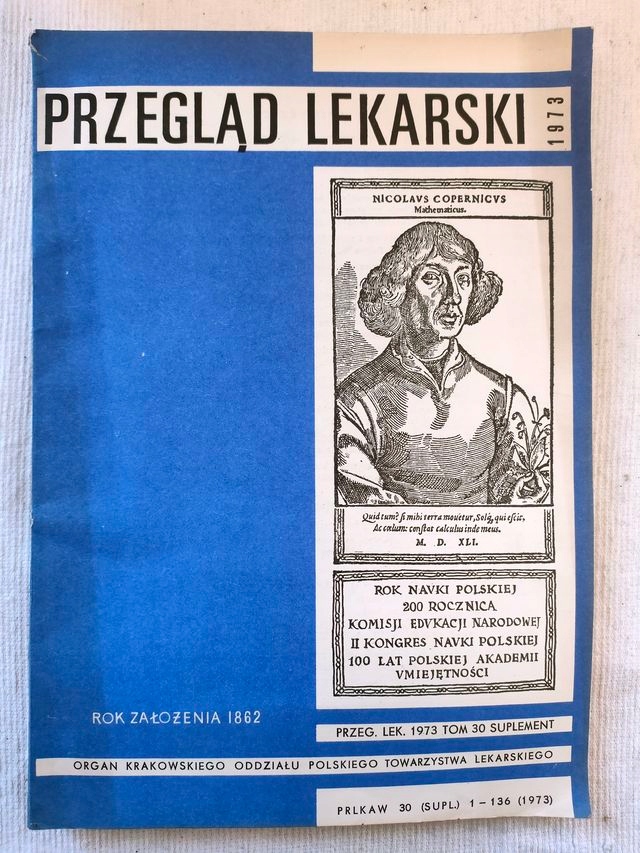 PRZEGLĄD LEKARSKI 1973
NICOLAVS COPERNICVS
Mathematicus.
Quid tum? si mihi terra mouetur, Solq́, quiescit,
Ac cœlum: constat calculus inde meus.
M. D. XLI.
ROK NAVKI POLSKIEJ
200 ROCZNICA
KOMISJI EDVKACJI NARODOWEJ
II KONGRES NAVKI POLSKIEJ
100 LAT POLSKIEJ AKADEMII
VMIEJĘTNOŚCI
ROK ZAŁOŻENIA 1862
PRZEG. LEK. 1973 TOM 30 SUPLEMENT
ORGAN KRAKOWSKIEGO ODDZIAŁU POLSKIEGO TOWARZYSTWA LEKARSKIEGO
PRLKAW 30 (SUPL.) 1–136 (1973)